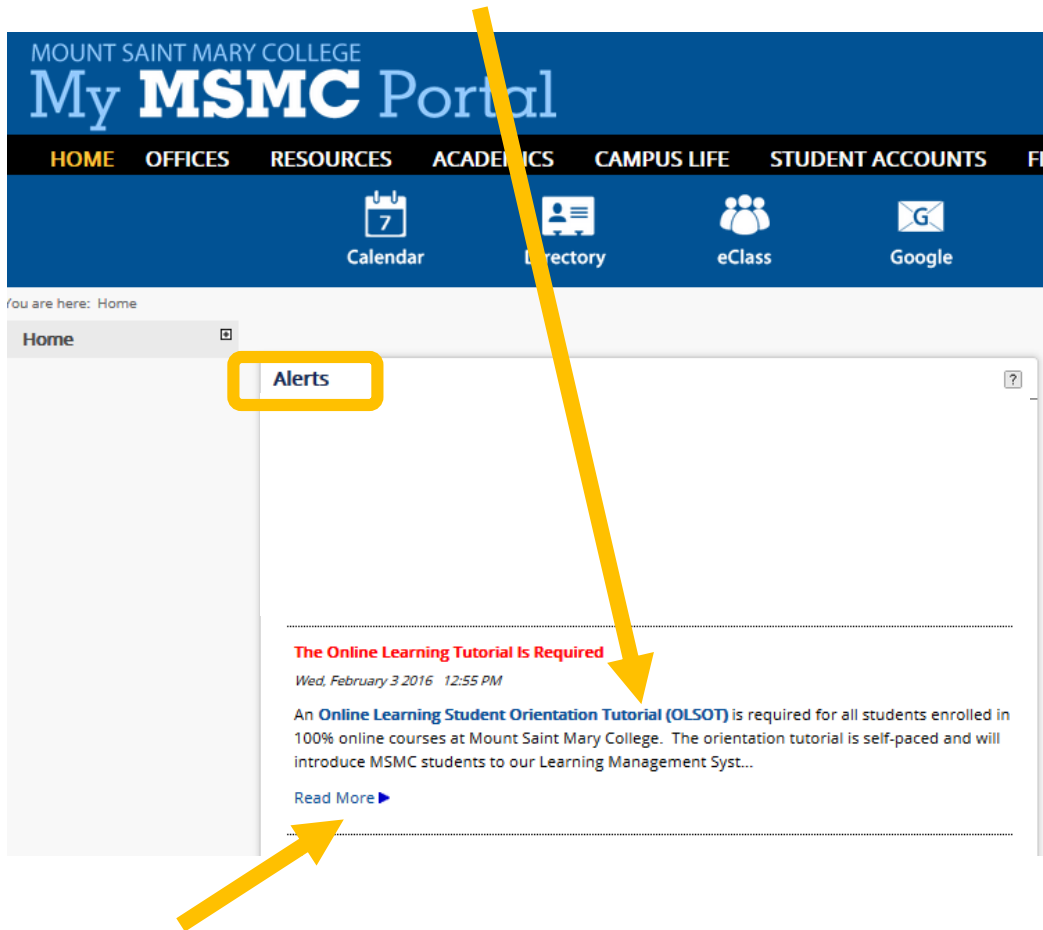 MOUNT SAINT MARY COLLEGE
My MSMC Portal
HOME OFFICES RESOURCES ACADEMICS CAMPUS LIFE STUDENT ACCOUNTS
7
G
Calendar Directory eClass Google
You are here: Home
Home
Alerts
?
The Online Learning Tutorial Is Required
Wed, February 3 2016 12:55 PM
An Online Learning Student Orientation Tutorial (OLSOT) is required for all students enrolled in
100% online courses at Mount Saint Mary College. The orientation tutorial is self-paced and will
introduce MSMC students to our Learning Management Syst...
Read More